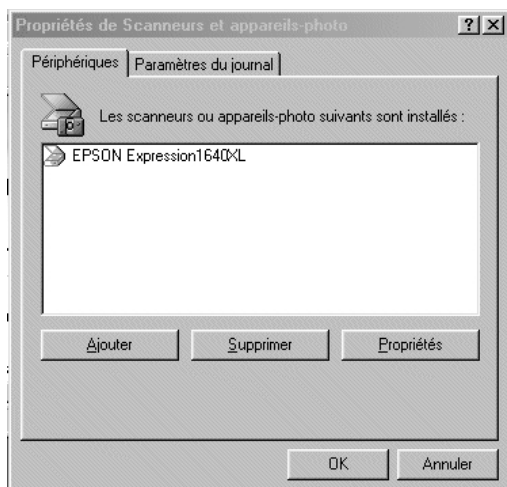 Propriétés de Scanneurs et appareils-photo
Périphériques
Paramètres du journal
Les scanneurs ou appareils-photo suivants sont installés :
EPSON Expression1640XL
Ajouter
Supprimer
Propriétés
OK
Annuler